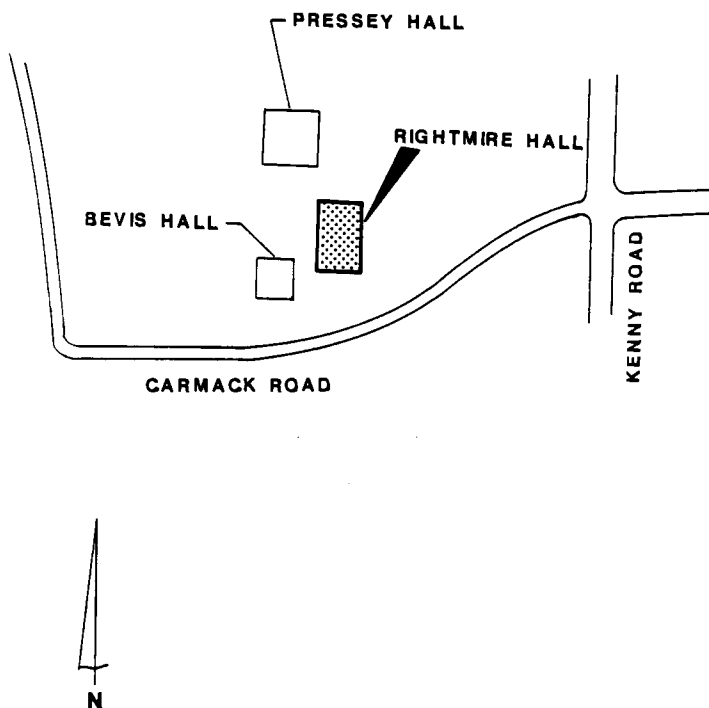 PRESSEY HALL
RIGHTMIRE HALL
BEVIS HALL
KENNY ROAD
CARMACK ROAD
N